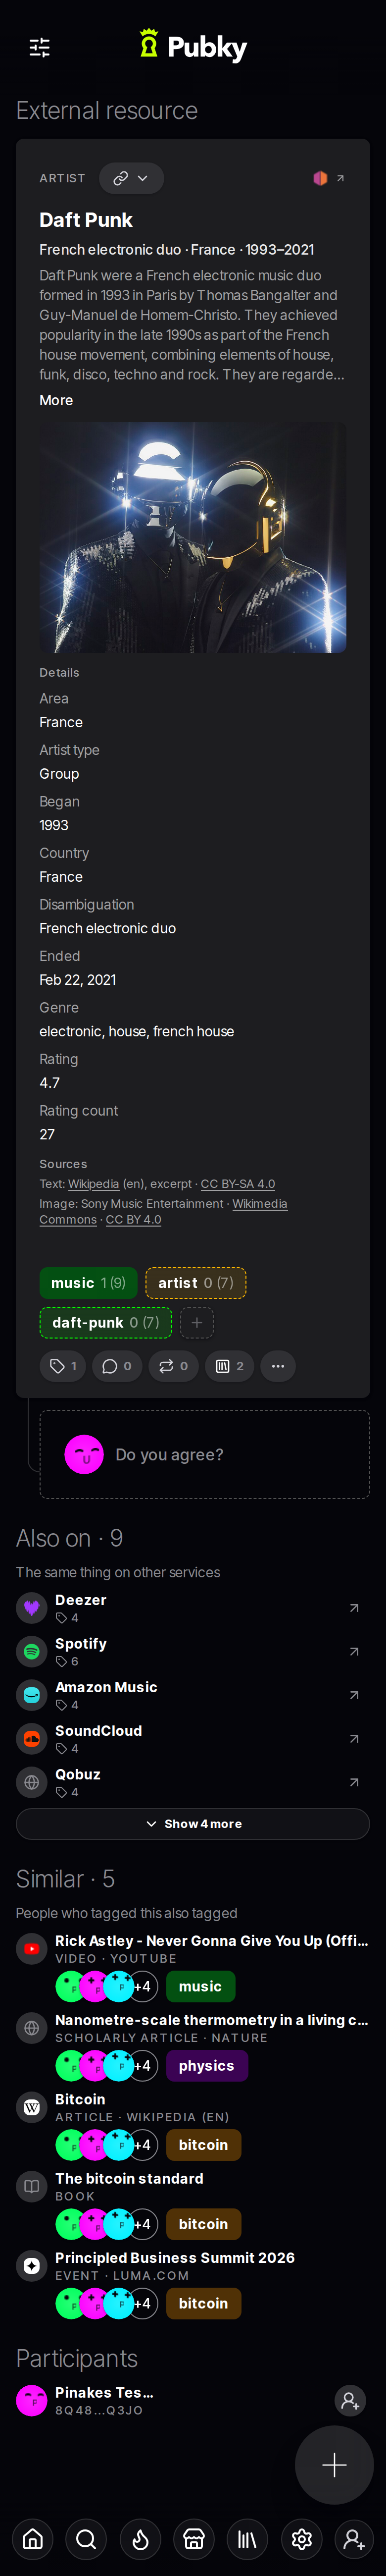 Pubky
External resource
ARTIST
Daft Punk
French electronic duo · France · 1993–2021
Daft Punk were a French electronic music duo
formed in 1993 in Paris by Thomas Bangalter and
Guy-Manuel de Homem-Christo. They achieved
popularity in the late 1990s as part of the French
house movement, combining elements of house,
funk, disco, techno and rock. They are regarde...
More
Details
Area
France
Artist type
Group
Began
1993
Country
France
Disambiguation
French electronic duo
Ended
Feb 22, 2021
Genre
electronic, house, french house
Rating
4.7
Rating count
27
Sources
Text: Wikipedia (en), excerpt · CC BY-SA 4.0
Image: Sony Music Entertainment · Wikimedia
Commons · CC BY 4.0
music 1 (9) artist 0 (7)
daft-punk 0 (7) +
1 0 0 2
Do you agree?
Also on · 9
The same thing on other services
Deezer
4
Spotify
6
Amazon Music
4
SoundCloud
4
Qobuz
4
Show 4 more
Similar · 5
People who tagged this also tagged
Rick Astley - Never Gonna Give You Up (Offi...
VIDEO · YOUTUBE
+4 music
Nanometre-scale thermometry in a living c...
SCHOLARLY ARTICLE · NATURE
+4 physics
Bitcoin
ARTICLE · WIKIPEDIA (EN)
+4 bitcoin
The bitcoin standard
BOOK
+4 bitcoin
Principled Business Summit 2026
EVENT · LUMA.COM
+4 bitcoin
Participants
Pinakes Tes...
8Q48...Q3JO